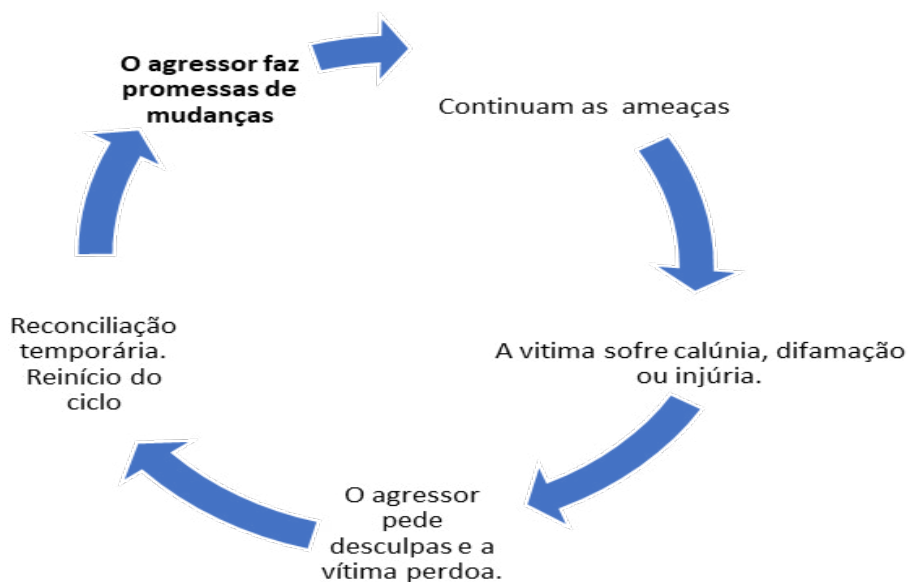 O agressor faz
promessas de
mudanças
Continuam as ameaças
A vitima sofre calúnia, difamação
ou injúria.
O agressor
pede
desculpas e a
vítima perdoa.
Reconciliação
temporária.
Reinício do
ciclo